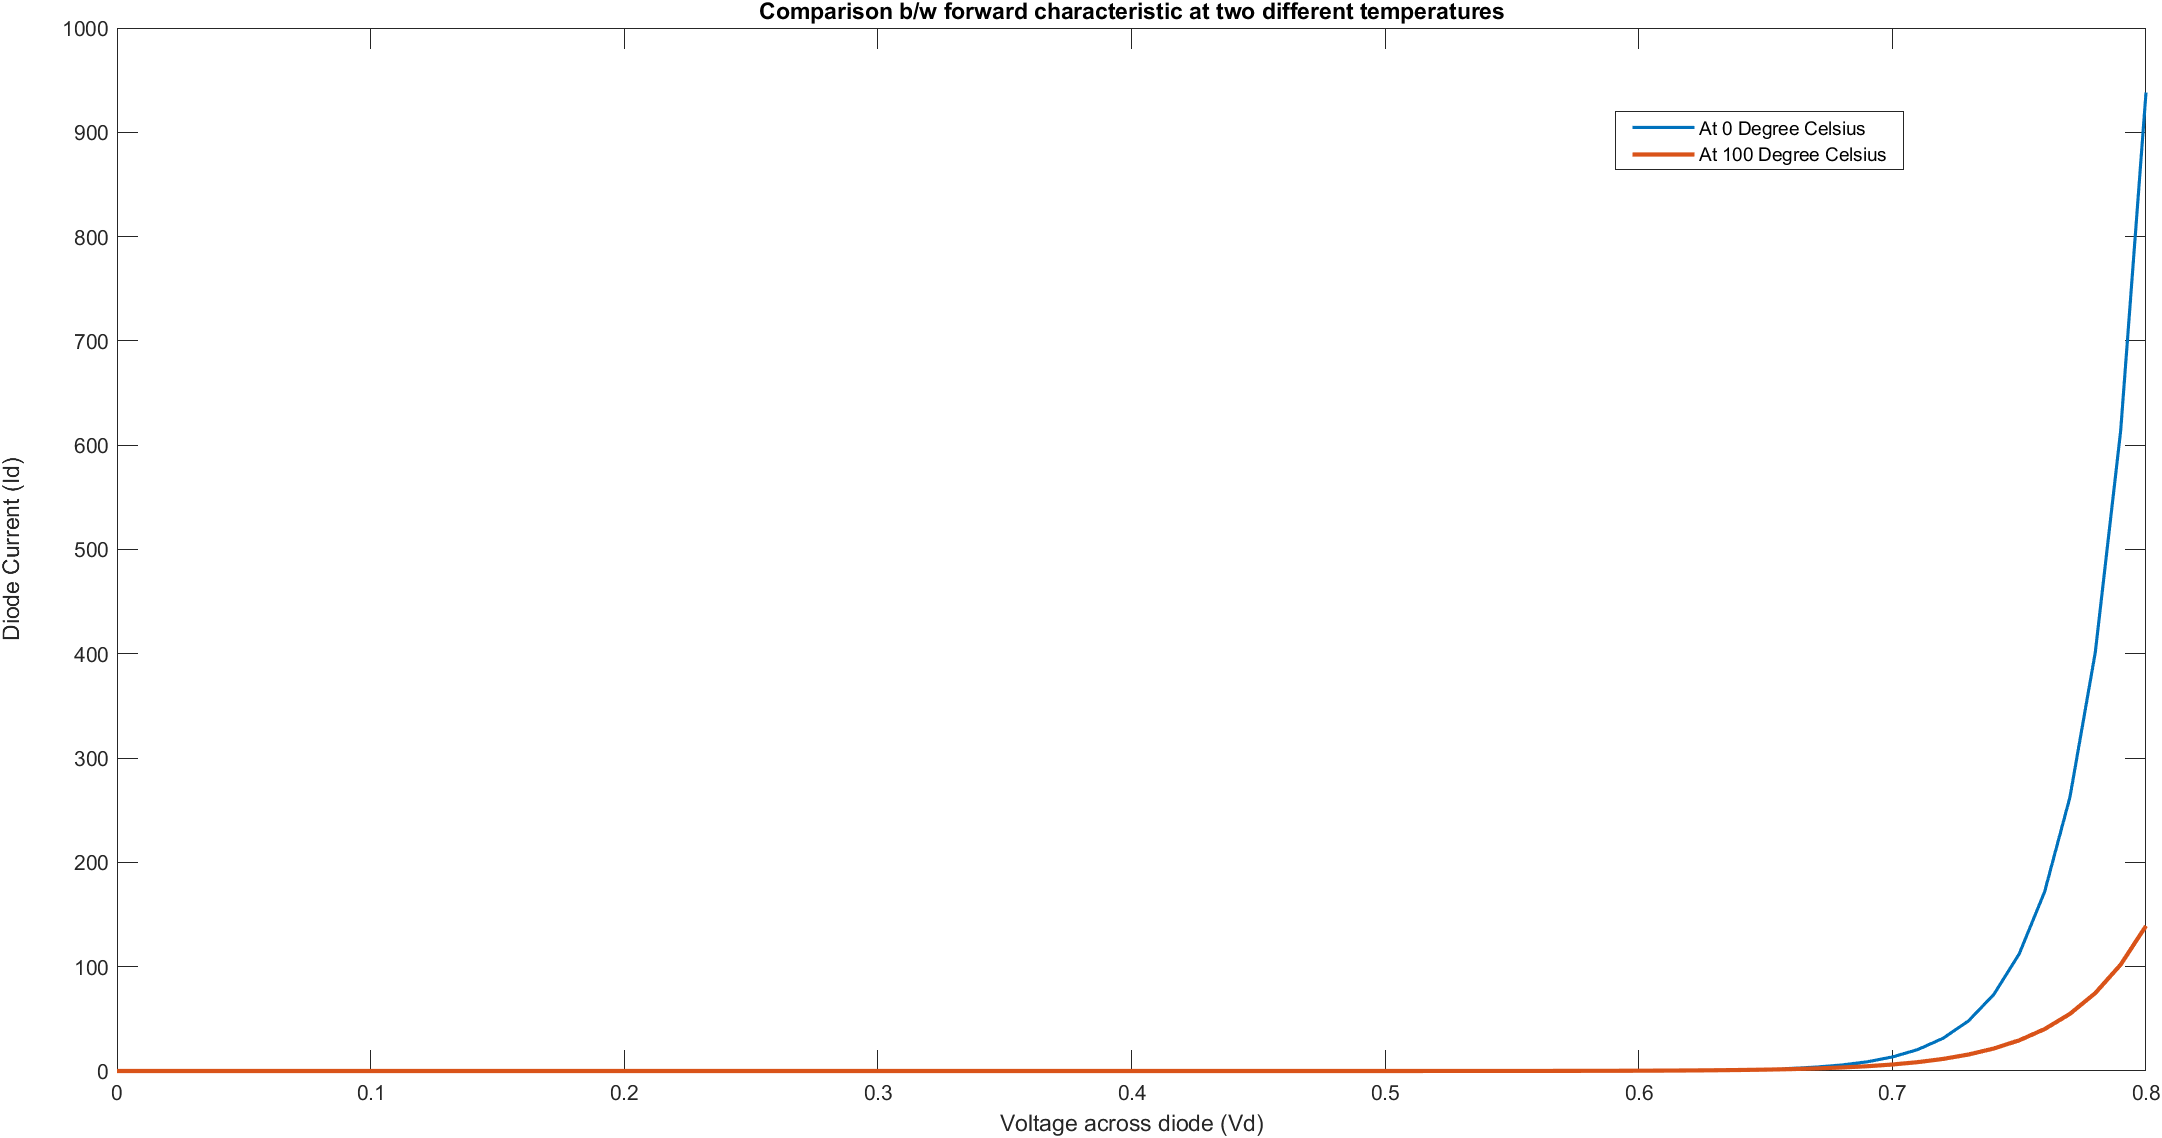 Comparison b/w forward characteristic at two different temperatures
1000
900
800
700
600
500
400
300
200
100
0
Diode Current (Id)
At 0 Degree Celsius
At 100 Degree Celsius
0 0.1 0.2 0.3 0.4 0.5 0.6 0.7 0.8
Voltage across diode (Vd)